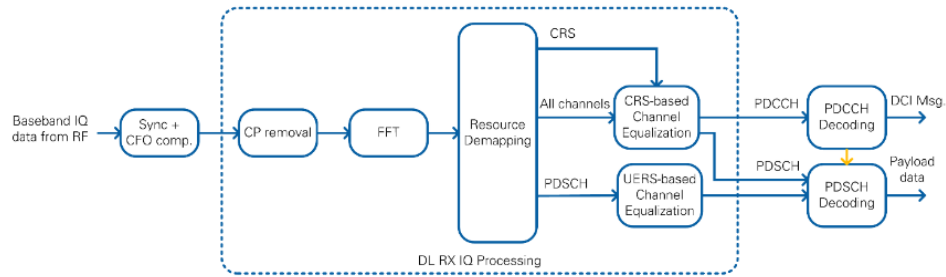 CRS
Baseband IQ
data from RF
Sync +
CFO comp.
CP removal
FFT
Resource
Demapping
All channels
CRS-based
Channel
Equalization
PDCCH
PDCCH
Decoding
DCI Msg.
PDSCH
UERS-based
Channel
Equalization
PDSCH
PDSCH
Decoding
Payload
data
DL RX IQ Processing